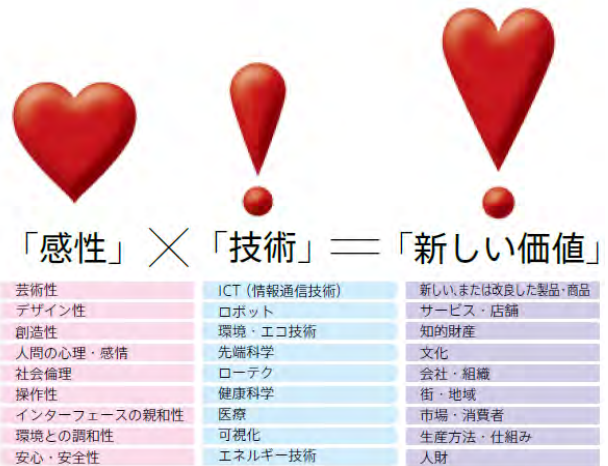 「感性」×「技術」=「新しい価値」
芸術性
デザイン性
創造性
人間の心理・感情
社会倫理
操作性
インターフェースの親和性
環境との調和性
安心・安全性
ICT(情報通信技術)
ロボット
環境・エコ技術
先端科学
ローテク
健康科学
医療
可視化
エネルギー技術
新しい、または改良した製品・商品
サービス・店舗
知的財産
文化
会社・組織
街・地域
市場・消費者
生産方法・仕組み
人財